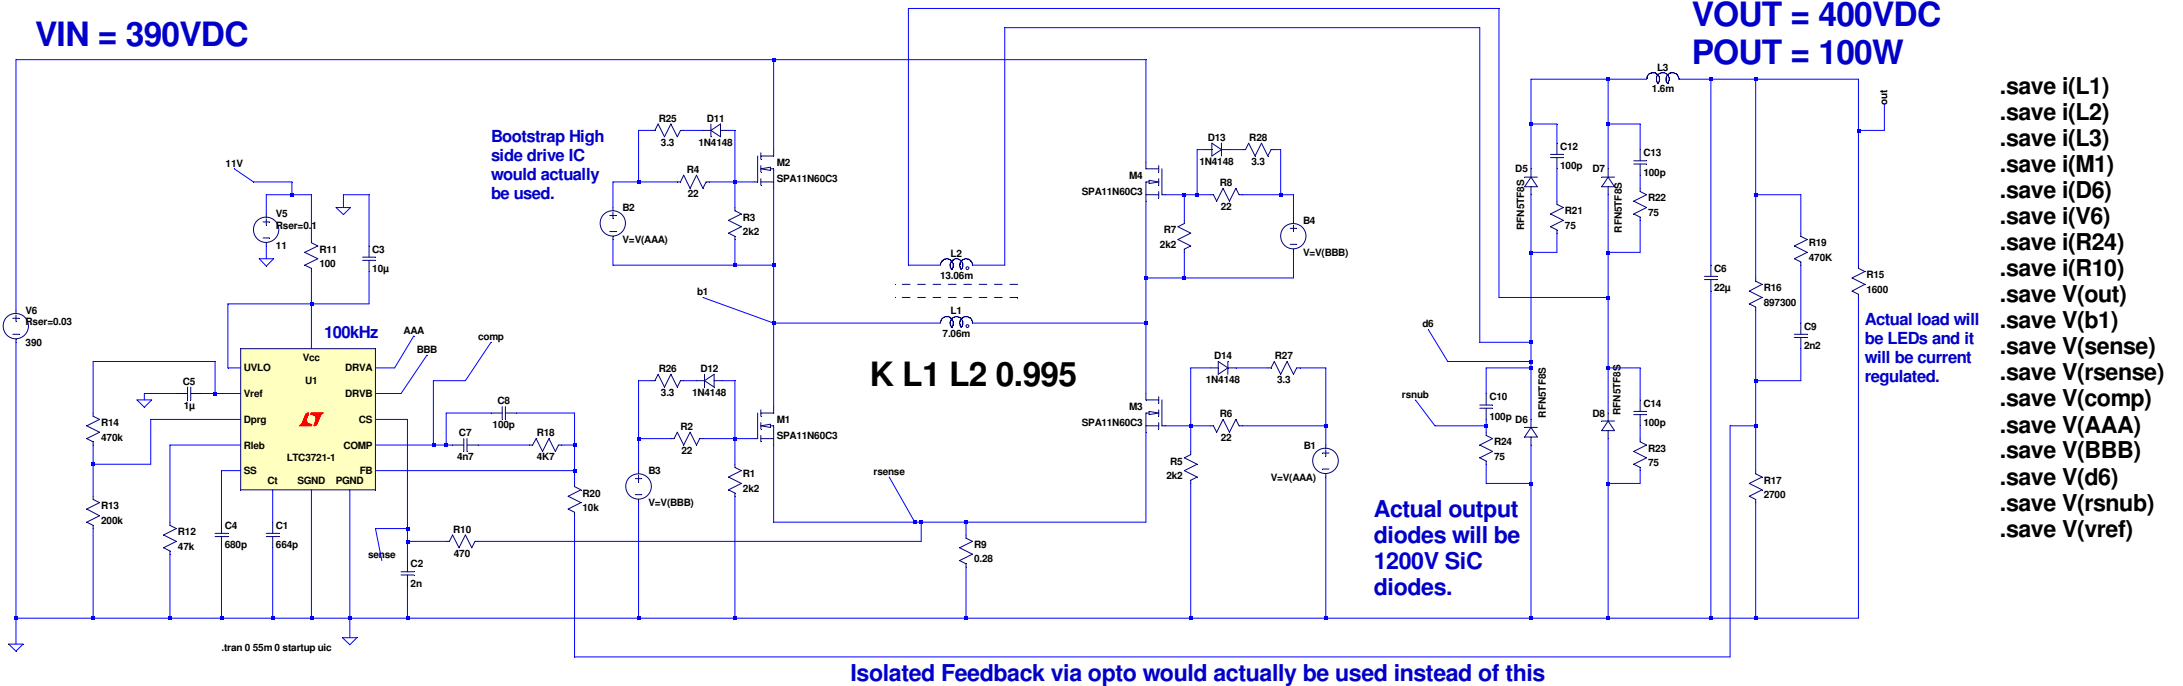 VIN = 390VDC
VOUT = 400VDC
POUT = 100W
.save i(L1)
.save i(L2)
.save i(L3)
.save i(M1)
.save i(D6)
.save i(V6)
.save i(R24)
.save i(R10)
.save V(out)
.save V(b1)
.save V(sense)
.save V(rsense)
.save V(comp)
.save V(AAA)
.save V(BBB)
.save V(d6)
.save V(rsnub)
.save V(vref)
Bootstrap High
side drive IC
would actually
be used.
11V
V5
Rser=0.1
11
R11
100
C3
10µ
V6
Rser=0.03
390
100kHz
AAA
BBB
comp
UVLO
Vref
Dprg
Rleb
SS
Vcc
U1
LTC3721-1
Ct
SGND
PGND
DRVA
DRVB
CS
COMP
FB
C5
1µ
R14
470k
R13
200k
R12
47k
C4
680p
C1
664p
sense
C2
2n
R10
470
C7
4n7
C8
100p
R18
4K7
R20
10k
.tran 0 55m 0 startup uic
R25
3.3
D11
1N4148
R4
22
B2
V=V(AAA)
R3
2k2
M2
SPA11N60C3
b1
R26
3.3
D12
1N4148
R2
22
B3
V=V(BBB)
R1
2k2
M1
SPA11N60C3
rsense
R9
0.28
L2
13.06m
L1
7.06m
K L1 L2 0.995
M4
SPA11N60C3
D13
1N4148
R28
3.3
R8
22
R7
2k2
B4
V=V(BBB)
M3
SPA11N60C3
D14
1N4148
R27
3.3
R6
22
R5
2k2
B1
V=V(AAA)
d6
rsnub
C10
100p
R24
75
D6
RFN5TF8S
D8
RFN5TF8S
C14
100p
R23
75
D5
RFN5TF8S
C12
100p
R21
75
D7
RFN5TF8S
C13
100p
R22
75
L3
1.6m
C6
22µ
R16
897300
R19
470K
C9
2n2
R17
2700
R15
1600
out
Actual load will
be LEDs and it
will be current
regulated.
Actual output
diodes will be
1200V SiC
diodes.
Isolated Feedback via opto would actually be used instead of this